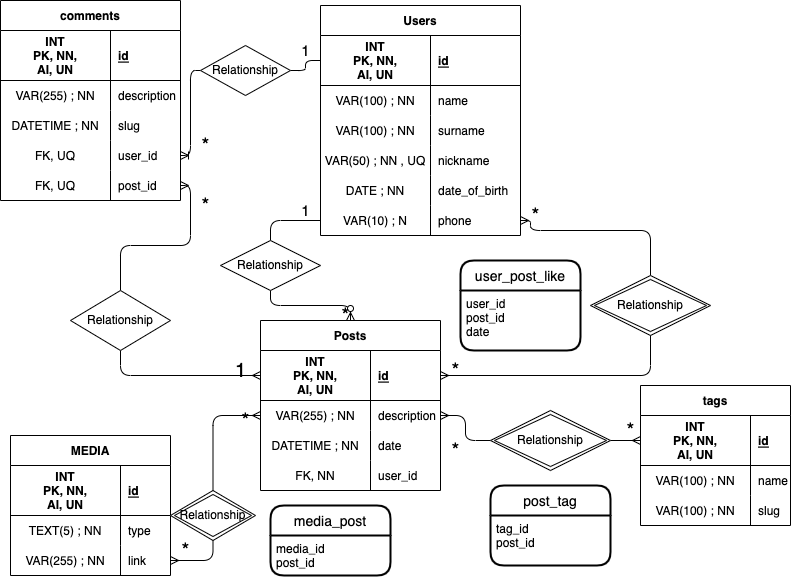 comments
INT
PK, NN,
AI, UN
id
VAR(255) ; NN description
DATETIME ; NN slug
FK, UQ user_id
FK, UQ post_id
Relationship
1
*
*
Users
INT
PK, NN,
AI, UN
id
VAR(100) ; NN name
VAR(100) ; NN surname
VAR(50) ; NN , UQ nickname
DATE ; NN date_of_birth
VAR(10) ; N phone
1
Relationship
*
*
Relationship
*
user_post_like
user_id
post_id
date
Relationship
1
Posts
INT
PK, NN,
AI, UN
id
VAR(255) ; NN description
DATETIME ; NN date
FK, NN user_id
*
Relationship
*
tags
INT
PK, NN,
AI, UN
id
VAR(100) ; NN name
VAR(100) ; NN slug
MEDIA
INT
PK, NN,
AI, UN
id
TEXT(5) ; NN type
VAR(255) ; NN link
*
Relationship
*
media_post
media_id
post_id
post_tag
tag_id
post_id